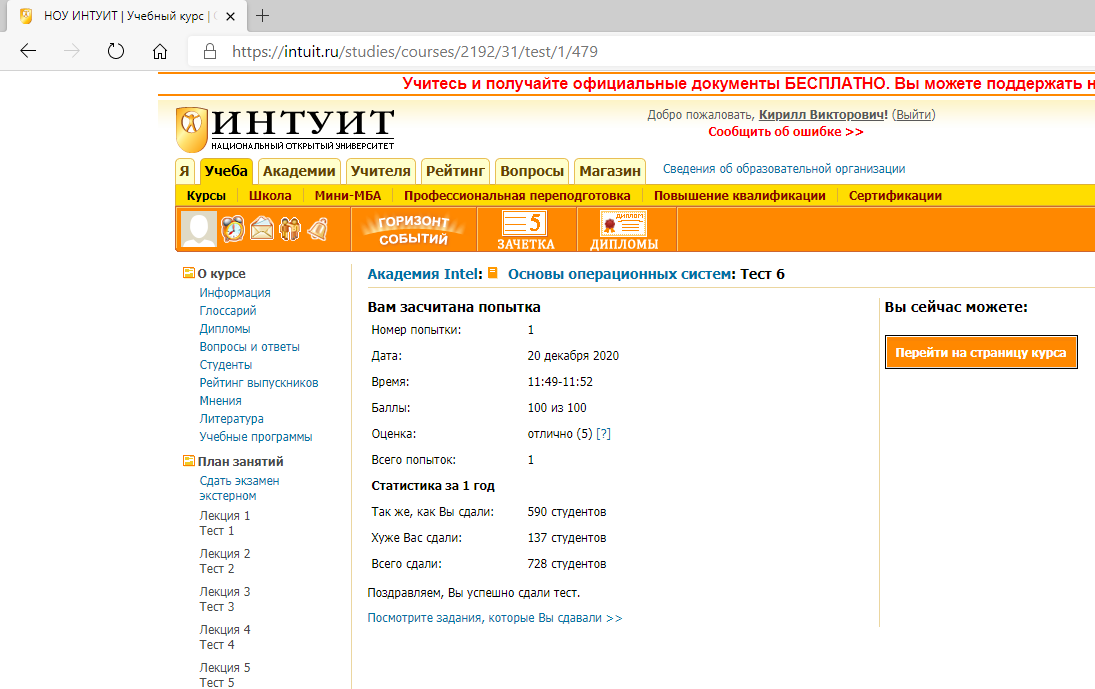 НОУ ИНТУИТ | Учебный курс |
https://intuit.ru/studies/courses/2192/31/test/1/479
Учитесь и получайте официальные документы БЕСПЛАТНО. Вы можете поддержать
ИНТУИТ
НАЦИОНАЛЬНЫЙ ОТКРЫТЫЙ УНИВЕРСИТЕТ
Добро пожаловать, Кирилл Викторович! (Выйти)
Сообщить об ошибке >>
Я Учеба Академии Учителя Рейтинг Вопросы Магазин Сведения об образовательной организации
Курсы Школа Мини-МБА Профессиональная переподготовка Повышение квалификации Сертификации
ГОРИЗОНТ СОБЫТИЙ
5
ЗАЧЕТКА
ДИПЛОМ
ДИПЛОМЫ
О курсе
Информация
Глоссарий
Дипломы
Вопросы и ответы
Студенты
Рейтинг выпускников
Мнения
Литература
Учебные программы
План занятий
Сдать экзамен
экстерном
Лекция 1
Тест 1
Лекция 2
Тест 2
Лекция 3
Тест 3
Лекция 4
Тест 4
Лекция 5
Тест 5
Академия Intel: Основы операционных систем: Тест 6
Вам засчитана попытка
Номер попытки: 1
Дата: 20 декабря 2020
Время: 11:49-11:52
Баллы: 100 из 100
Оценка: отлично (5) [?]
Всего попыток: 1
Статистика за 1 год
Так же, как Вы сдали: 590 студентов
Хуже Вас сдали: 137 студентов
Всего сдали: 728 студентов
Поздравляем, Вы успешно сдали тест.
Посмотрите задания, которые Вы сдавали >>
Вы сейчас можете:
Перейти на страницу курса